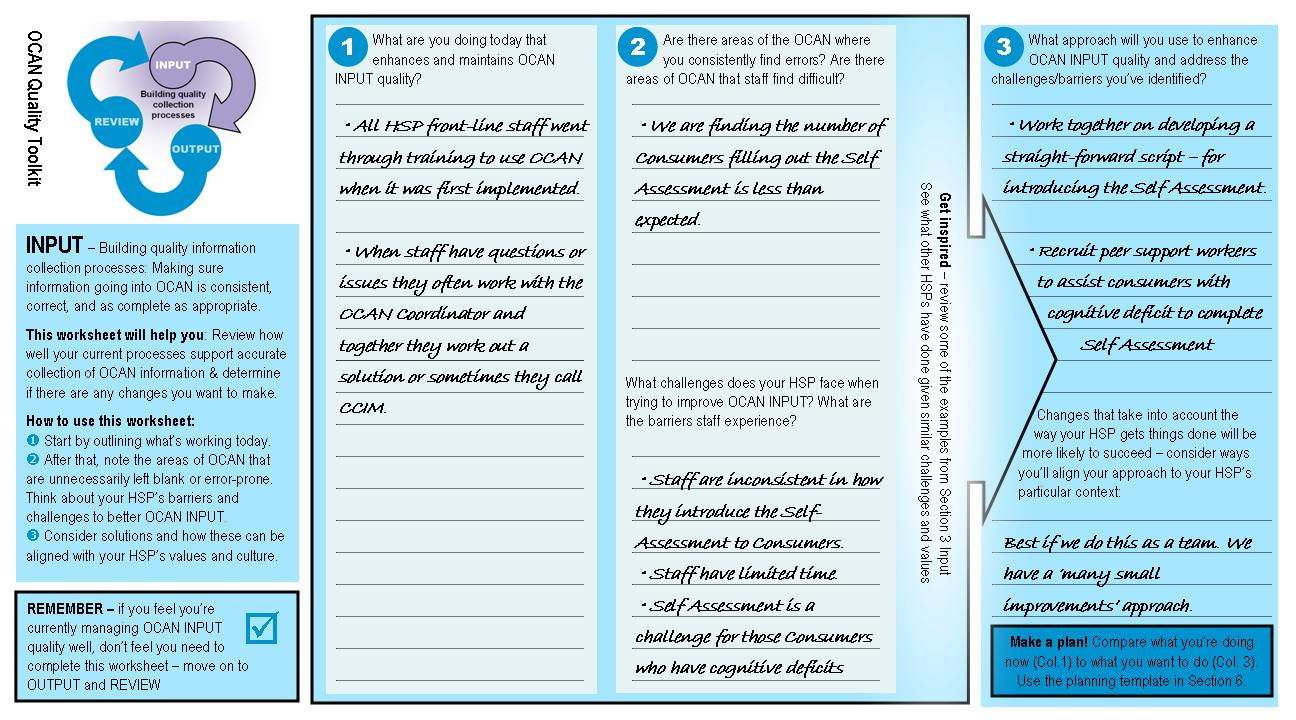 OCAN Quality Toolkit
INPUT
Building quality
collection
processes
REVIEW
OUTPUT
INPUT – Building quality information
collection processes: Making sure
information going into OCAN is consistent,
correct, and as complete as appropriate.
This worksheet will help you: Review how
well your current processes support accurate
collection of OCAN information & determine
if there are any changes you want to make.
How to use this worksheet:
❶ Start by outlining what's working today.
❷ After that, note the areas of OCAN that
are unnecessarily left blank or error-prone.
Think about your HSP's barriers and
challenges to better OCAN INPUT.
❸ Consider solutions and how these can be
aligned with your HSP's values and culture.
REMEMBER – if you feel you're
currently managing OCAN INPUT
quality well, don't feel you need to
complete this worksheet – move on to
OUTPUT and REVIEW
1 What are you doing today that
enhances and maintains OCAN
INPUT quality?
• All HSP front-line staff went
through training to use OCAN
when it was first implemented.
• When staff have questions or
issues they often work with the
OCAN Coordinator and
together they work out a
solution or sometimes they call
CCIM.
2 Are there areas of the OCAN where
you consistently find errors? Are there
areas of OCAN that staff find difficult?
• We are finding the number of
Consumers filling out the Self
Assessment is less than
expected.
What challenges does your HSP face when
trying to improve OCAN INPUT? What are
the barriers staff experience?
• Staff are inconsistent in how
they introduce the Self-
Assessment to Consumers.
• Staff have limited time.
• Self Assessment is a
challenge for those Consumers
who have cognitive deficits
Get inspired – review some of the examples from Section 3 Input
See what other HSPs have done given similar challenges and values
3 What approach will you use to enhance
OCAN INPUT quality and address the
challenges/barriers you've identified?
• Work together on developing a
straight-forward script – for
introducing the Self Assessment.
• Recruit peer support workers
to assist consumers with
cognitive deficit to complete
Self Assessment
Changes that take into account the
way your HSP gets things done will be
more likely to succeed – consider ways
you'll align your approach to your HSP's
particular context:
Best if we do this as a team. We
have a 'many small
improvements' approach.
Make a plan! Compare what you're doing
now (Col.1) to what you want to do (Col. 3).
Use the planning template in Section 6.